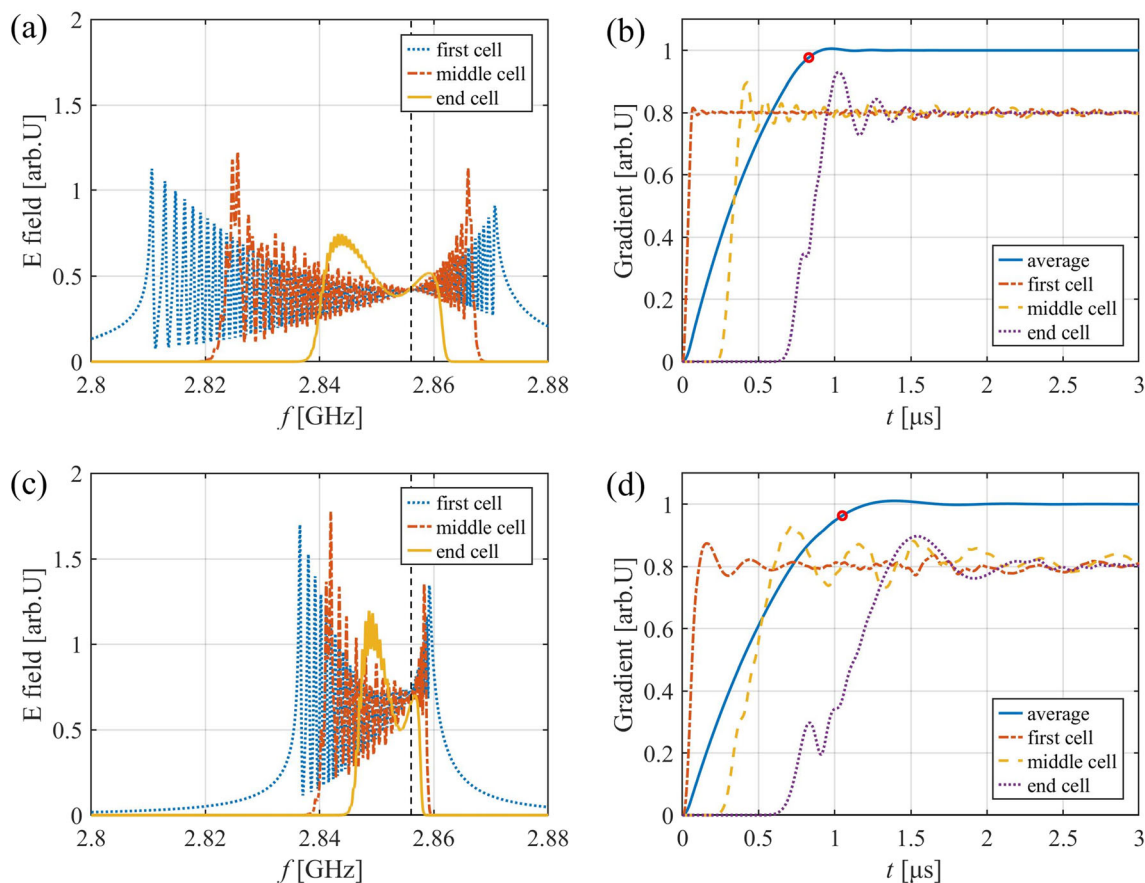 (a)
2
1.5
1
0.5
0
E field [arb.U]
first cell
middle cell
end cell
2.8 2.82 2.84 2.86 2.88
f [GHz]
(b)
1
0.8
0.6
0.4
0.2
0
Gradient [arb.U]
average
first cell
middle cell
end cell
0 0.5 1 1.5 2 2.5 3
t [μs]
(c)
2
1.5
1
0.5
0
E field [arb.U]
first cell
middle cell
end cell
2.8 2.82 2.84 2.86 2.88
f [GHz]
(d)
1
0.8
0.6
0.4
0.2
0
Gradient [arb.U]
average
first cell
middle cell
end cell
0 0.5 1 1.5 2 2.5 3
t [μs]